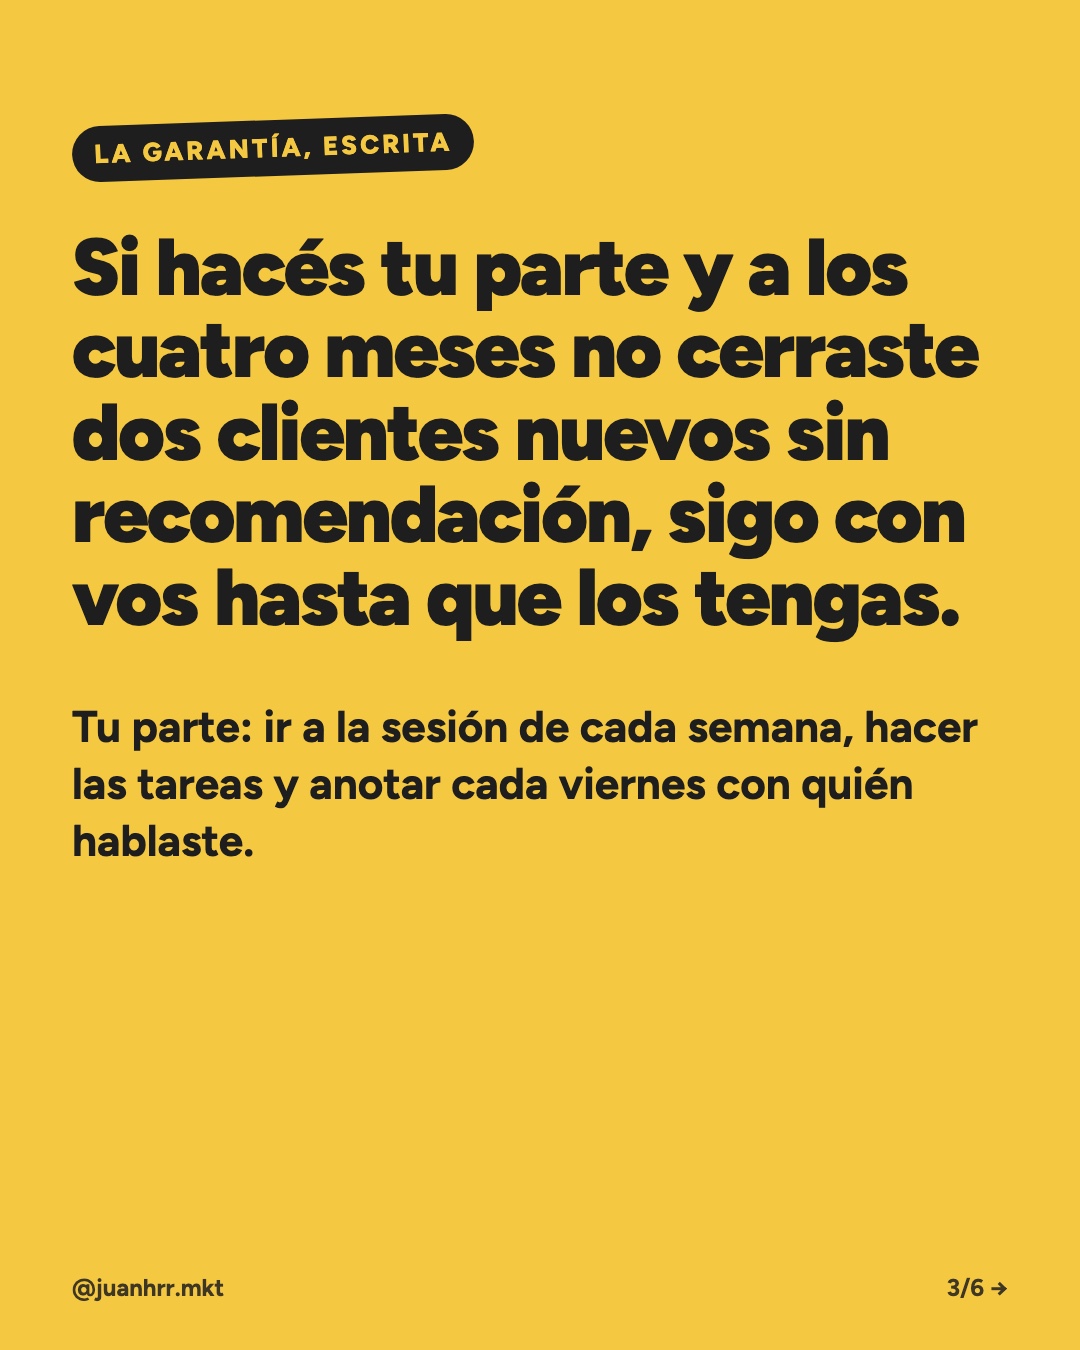 LA GARANTÍA, ESCRITA
Si hacés tu parte y a los
cuatro meses no cerraste
dos clientes nuevos sin
recomendación, sigo con
vos hasta que los tengas.
Tu parte: ir a la sesión de cada semana, hacer
las tareas y anotar cada viernes con quién
hablaste.
@juanhrr.mkt
3/6 →